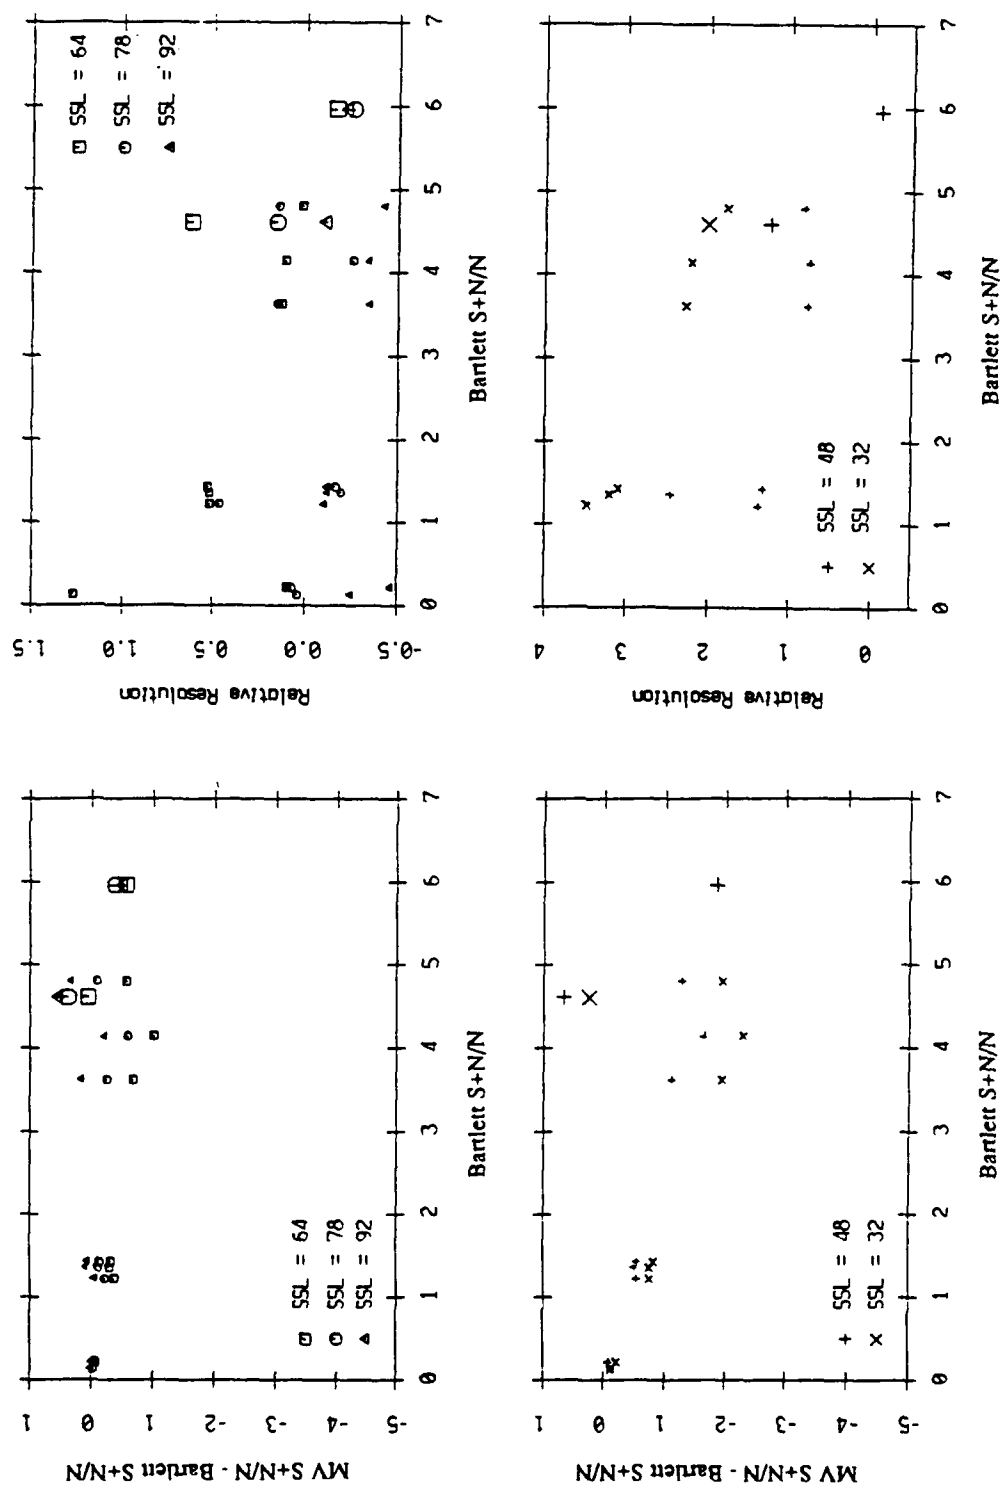 MV S+N/N - Bartlett S+N/N
1
0
-1
-2
-3
-4
-5
0 1 2 3 4 5 6 7
Bartlett S+N/N
SSL = 64
SSL = 78
SSL = 92
Relative Resolution
1.5
1.0
0.5
0.0
-0.5
0 1 2 3 4 5 6 7
Bartlett S+N/N
SSL = 64
SSL = 78
SSL = 92
MV S+N/N - Bartlett S+N/N
1
0
-1
-2
-3
-4
-5
0 1 2 3 4 5 6 7
Bartlett S+N/N
SSL = 48
SSL = 32
Relative Resolution
4
3
2
1
0
0 1 2 3 4 5 6 7
Bartlett S+N/N
SSL = 48
SSL = 32